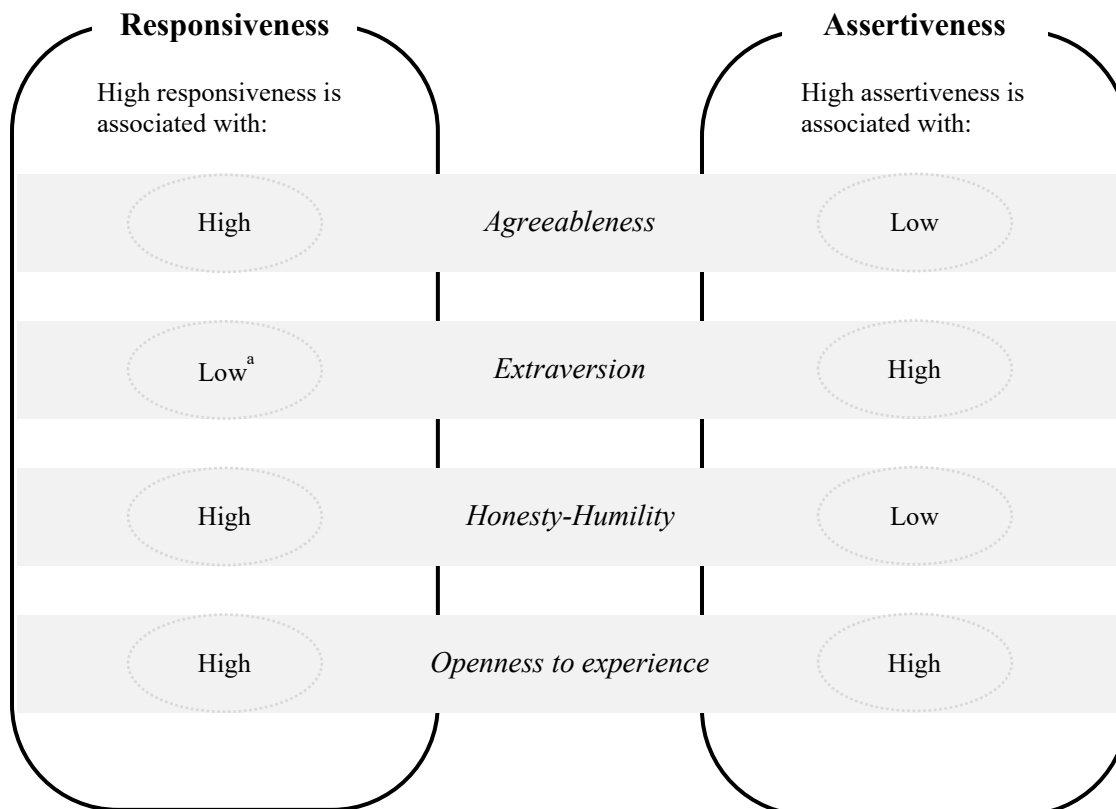 Responsiveness
Assertiveness
High responsiveness is
associated with:
High assertiveness is
associated with:
High
Agreeableness
Low
Lowᵃ
Extraversion
High
High
Honesty-Humility
Low
High
Openness to experience
High